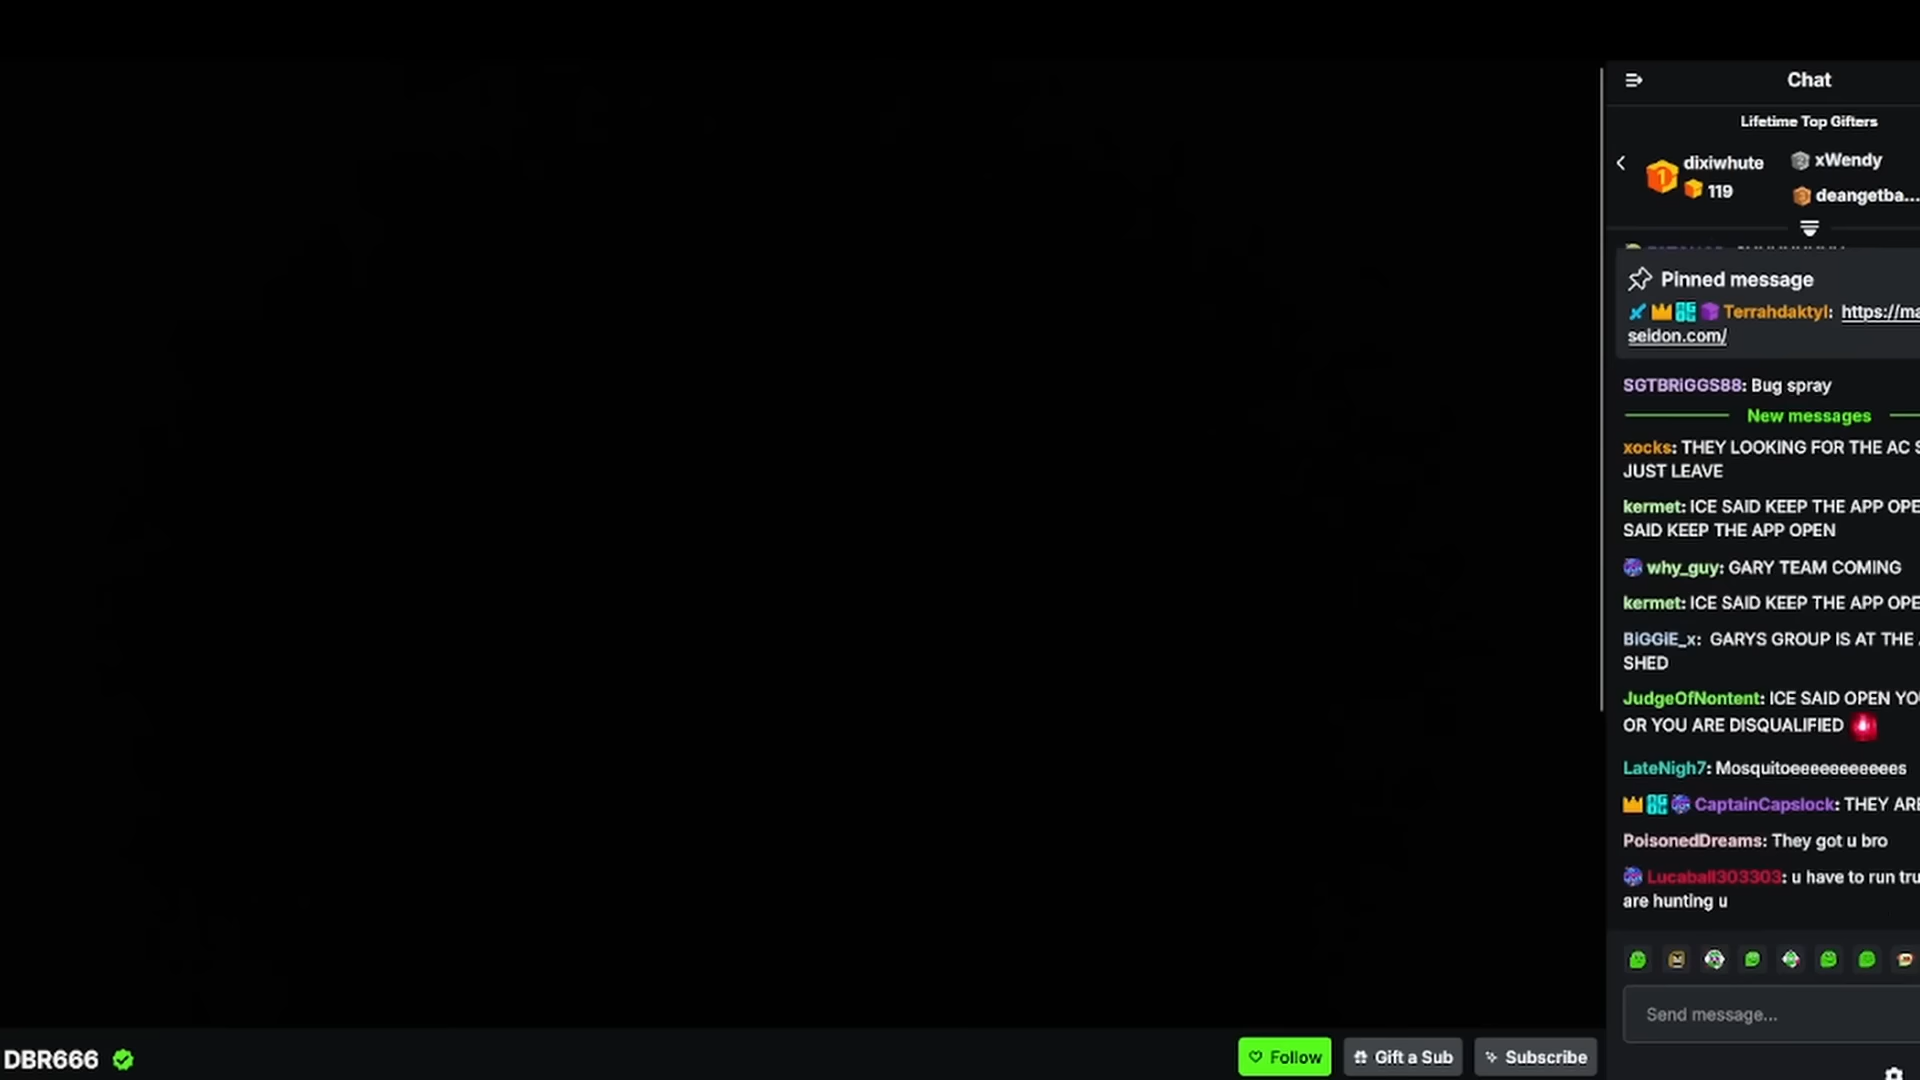 Chat
Lifetime Top Gifters
dixiwhute
119
xWendy
deangetba...
Pinned message
Terrahdaktyl: https://ma
seidon.com/
SGTBRiGGS88: Bug spray
New messages
xocks: THEY LOOKING FOR THE AC S
JUST LEAVE
kermet: ICE SAID KEEP THE APP OPE
SAID KEEP THE APP OPEN
why_guy: GARY TEAM COMING
kermet: ICE SAID KEEP THE APP OPE
BiGGiE_x: GARYS GROUP IS AT THE
SHED
JudgeOfNontent: ICE SAID OPEN YOU
OR YOU ARE DISQUALIFIED
LateNigh7: Mosquitoeeeeeeeeeeees
CaptainCapslock: THEY ARE
PoisonedDreams: They got u bro
Lucaball303303: u have to run tru
are hunting u
Send message...
DBR666
Follow
Gift a Sub
Subscribe